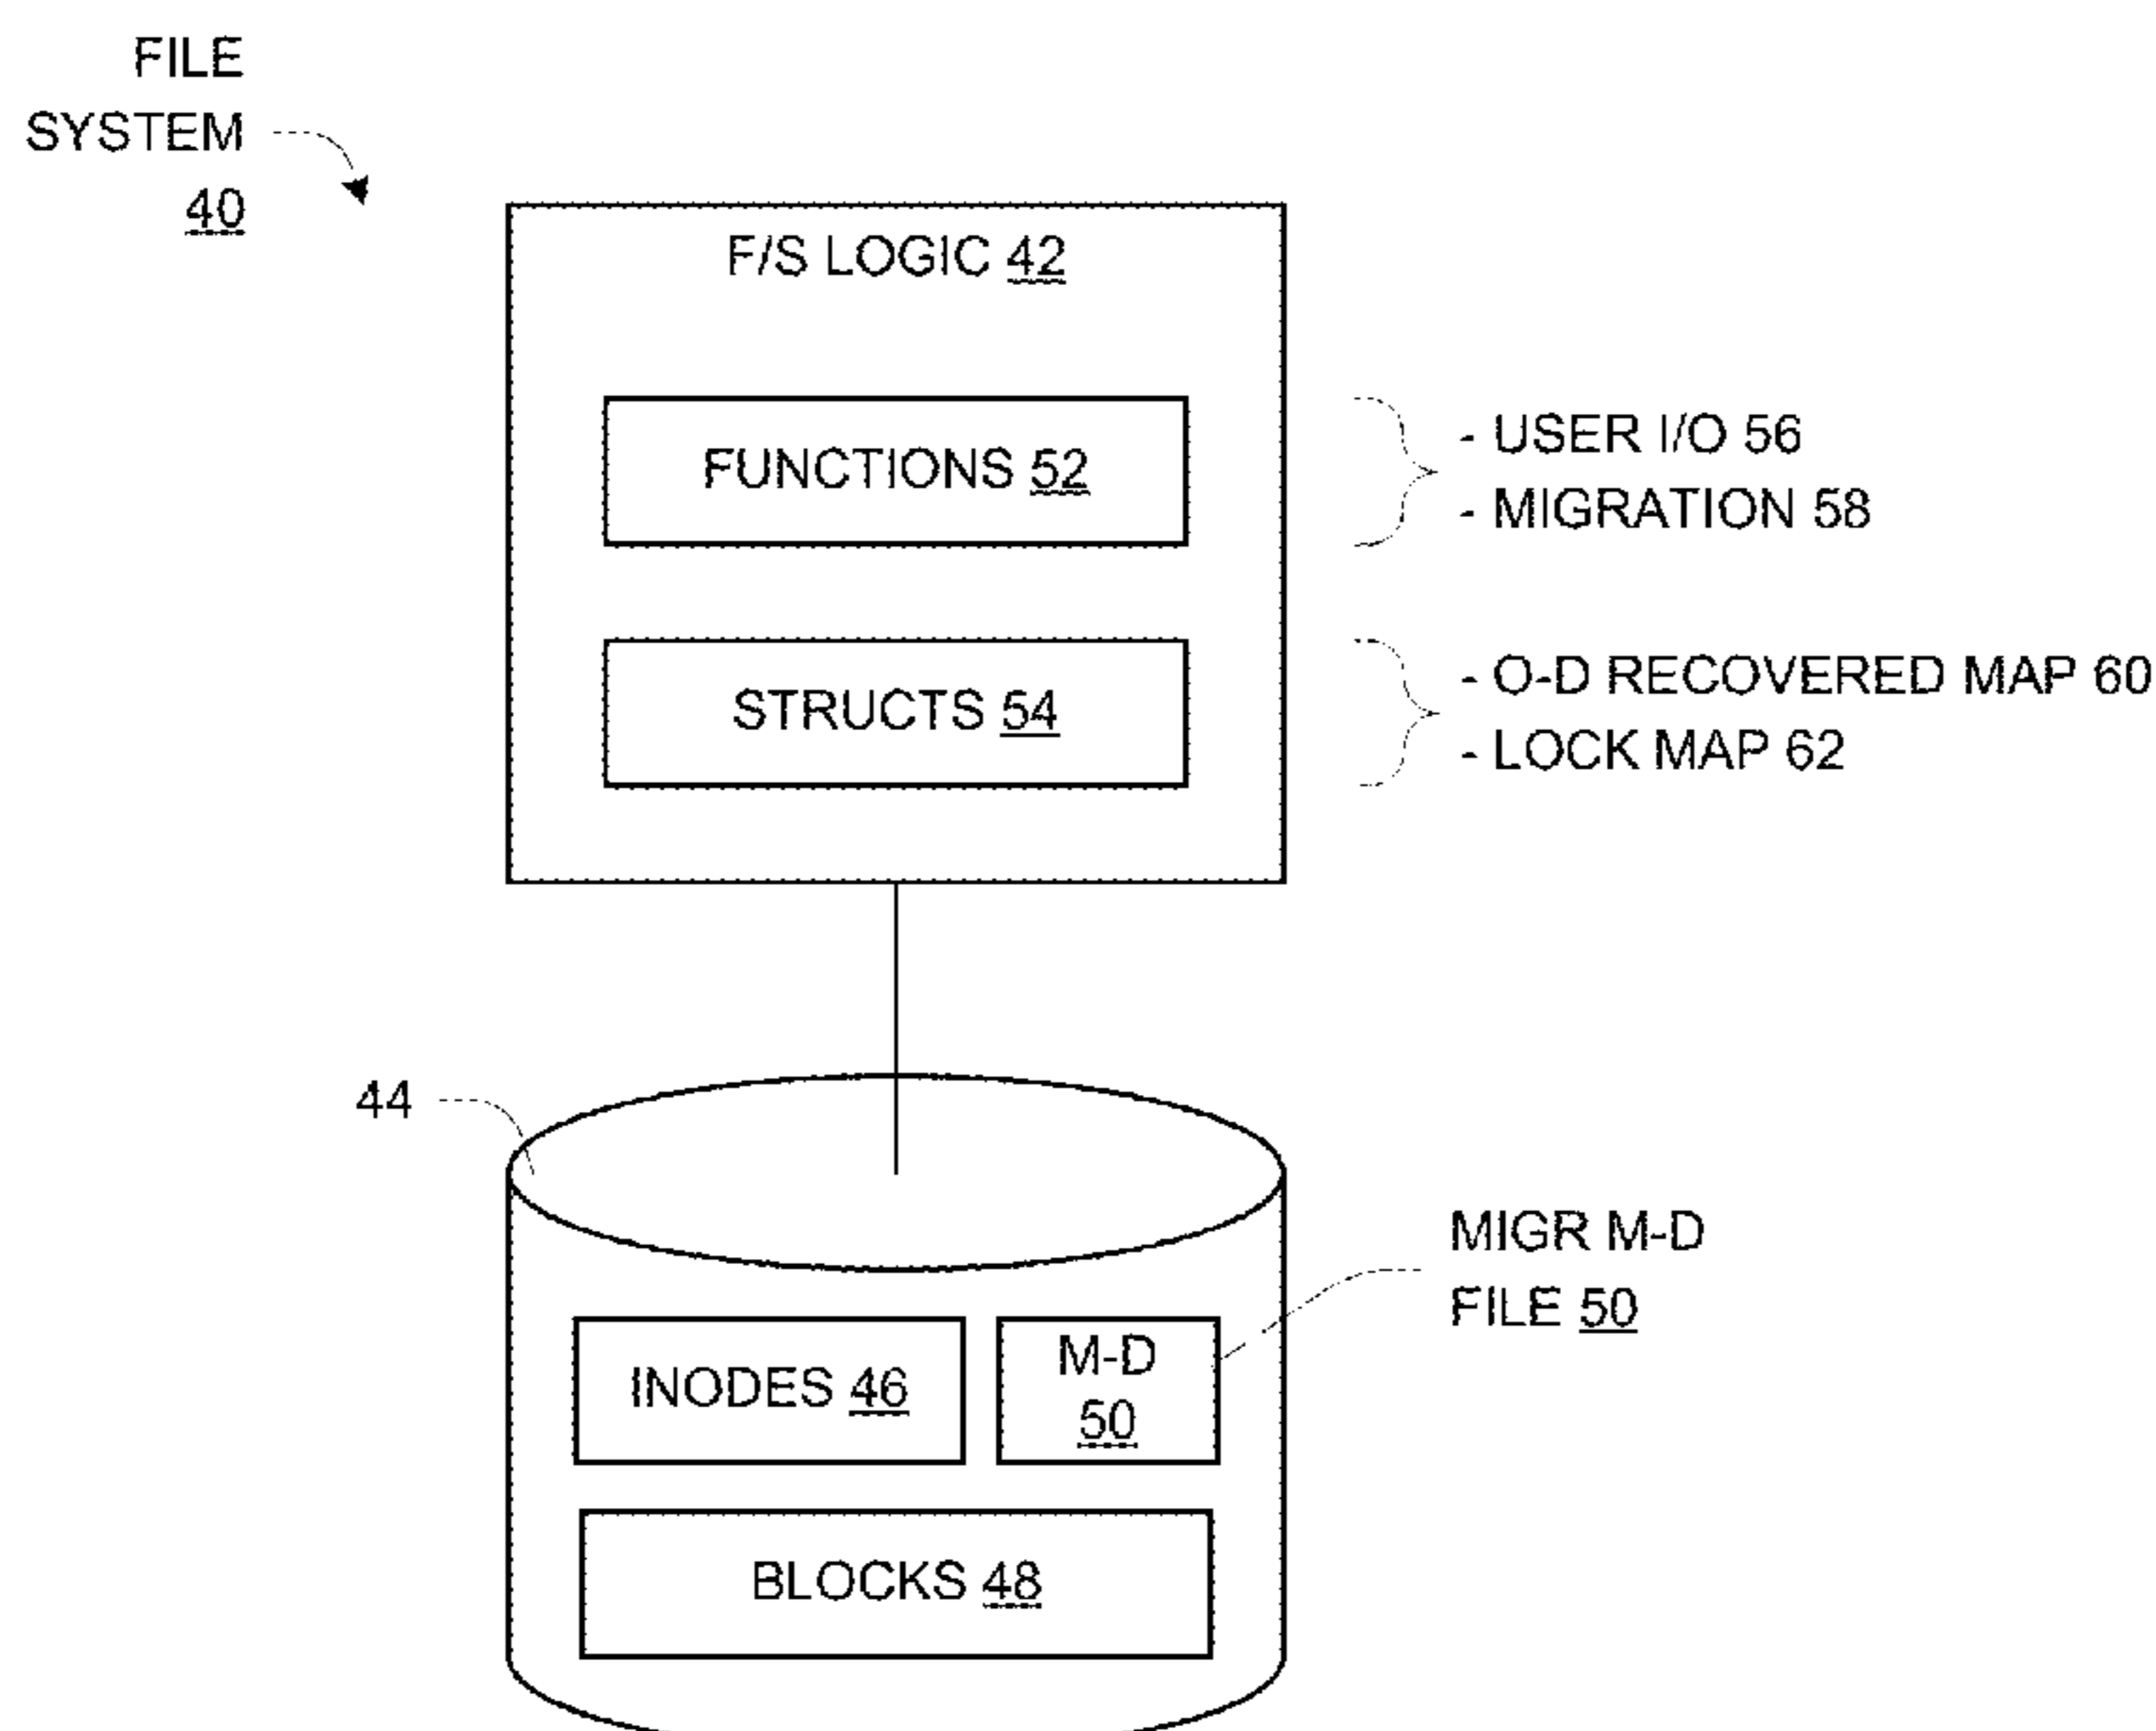 FILE
SYSTEM
40
F/S LOGIC 42
FUNCTIONS 52
- USER I/O 56
- MIGRATION 58
STRUCTS 54
- O-D RECOVERED MAP 60
- LOCK MAP 62
44
MIGR M-D
FILE 50
INODES 46
M-D
50
BLOCKS 48